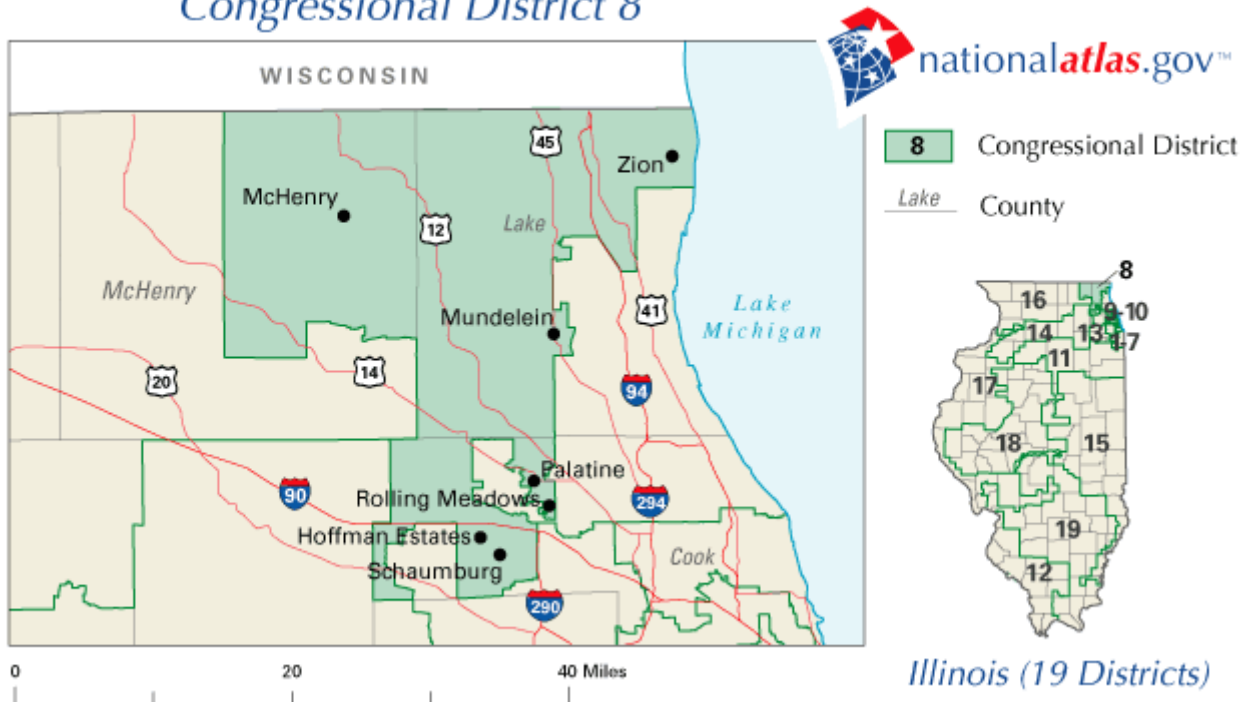 Congressional District 8
nationalatlas.gov™
WISCONSIN
45
Zion
8 Congressional District
McHenry
Lake
County
12
Lake
McHenry
Lake
Michigan
Mundelein
41
20
14
94
Palatine
90
Rolling Meadows
294
Hoffman Estates
Cook
Schaumburg
290
8
16
9-10
14
13
1-7
11
17
18
15
19
12
0
20
40 Miles
Illinois (19 Districts)